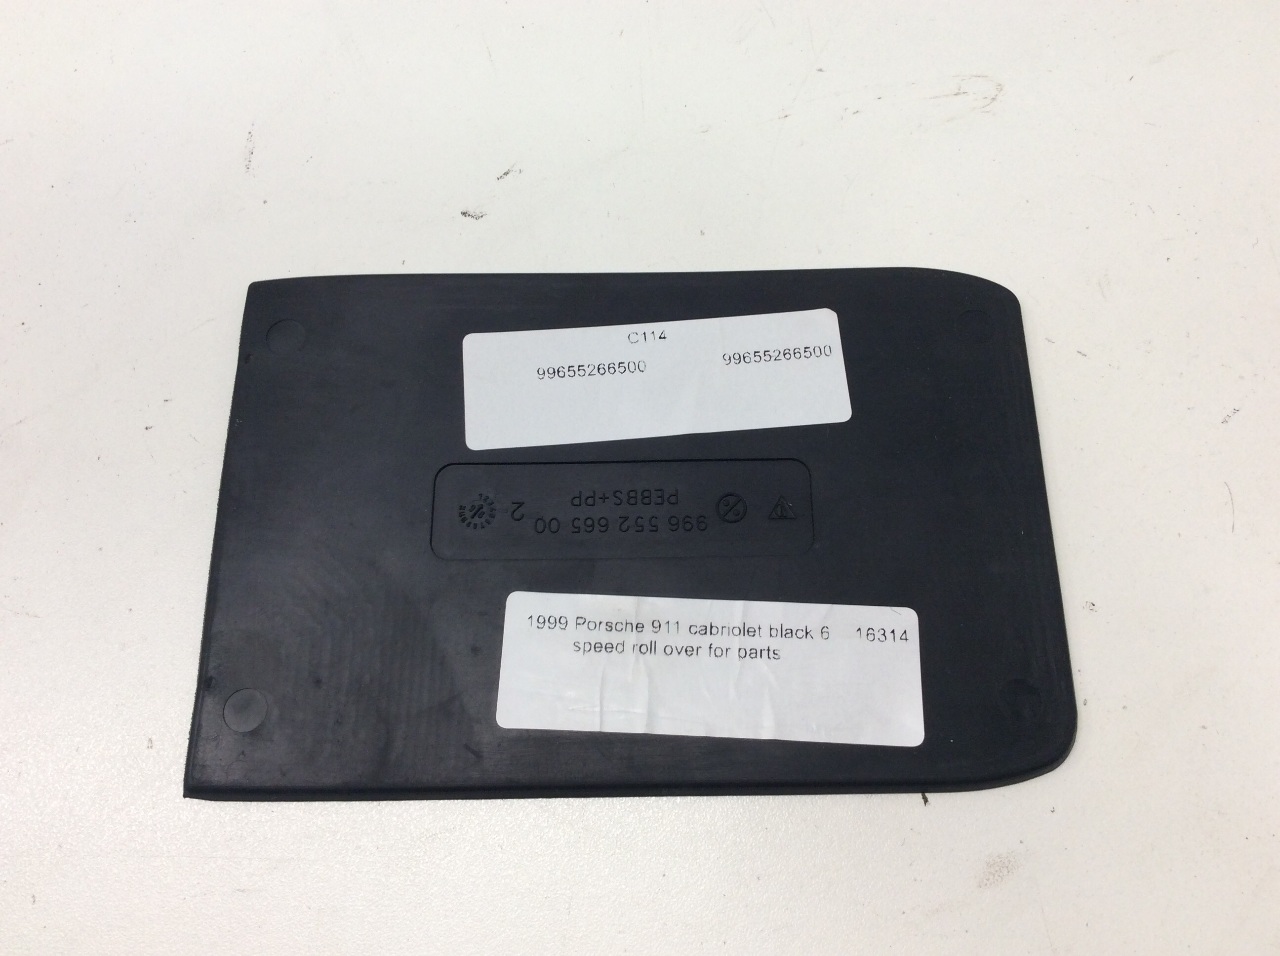 C114
99655266500 99655266500
PEBBS+PP
996 552 665 00 2
1999 Porsche 911 cabriolet black 6 16314
speed roll over for parts